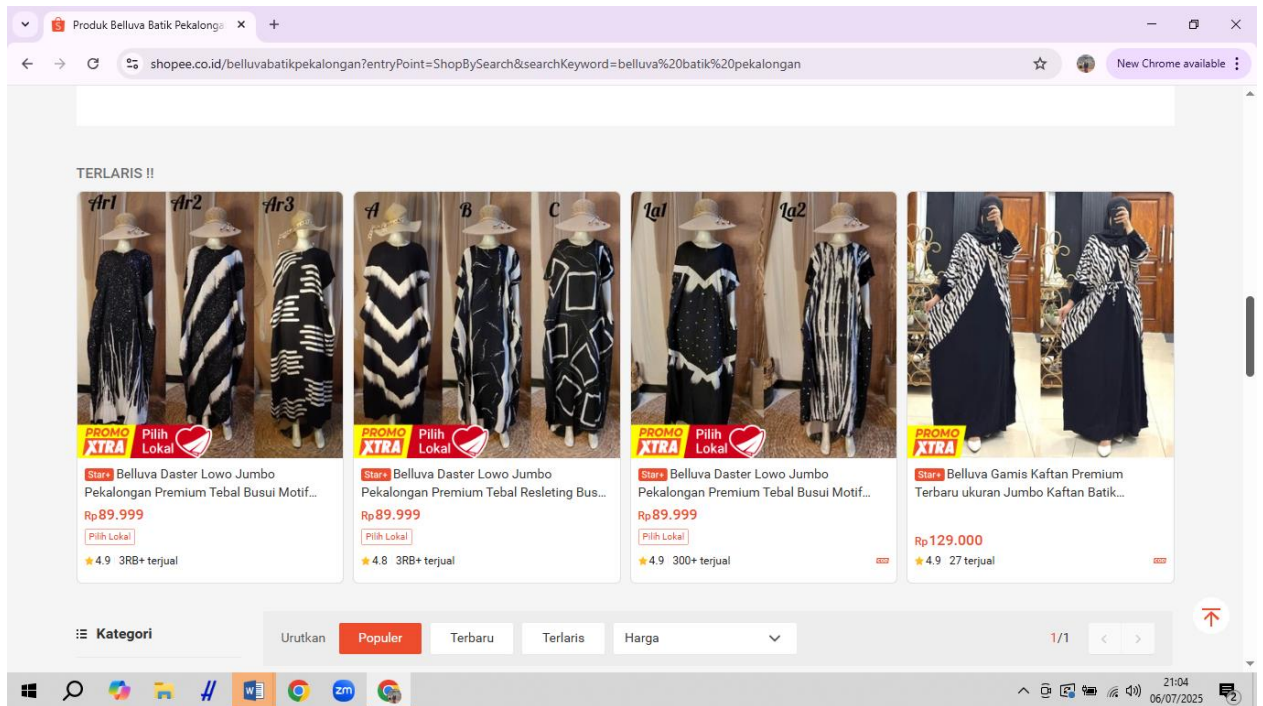 Produk Belluva Batik Pekalonga
shopee.co.id/belluvabatikpekalongan?entryPoint=ShopBySearch&searchKeyword=belluva%20batik%20pekalongan
New Chrome available
TERLARIS !!
Ar1 Ar2 Ar3
PROMO XTRA
Pilih Lokal
Star+ Belluva Daster Lowo Jumbo
Pekalongan Premium Tebal Busui Motif...
Rp89.999
Pilih Lokal
4.9 3RB+ terjual
A B C
PROMO XTRA
Pilih Lokal
Star+ Belluva Daster Lowo Jumbo
Pekalongan Premium Tebal Resleting Bus...
Rp89.999
Pilih Lokal
4.8 3RB+ terjual
La1 La2
PROMO XTRA
Pilih Lokal
Star+ Belluva Daster Lowo Jumbo
Pekalongan Premium Tebal Busui Motif...
Rp89.999
Pilih Lokal
4.9 300+ terjual
PROMO XTRA
Star+ Belluva Gamis Kaftan Premium
Terbaru ukuran Jumbo Kaftan Batik...
Rp129.000
4.9 27 terjual
Kategori
Urutkan Populer Terbaru Terlaris Harga 1/1
zm
21:04
06/07/2025
2